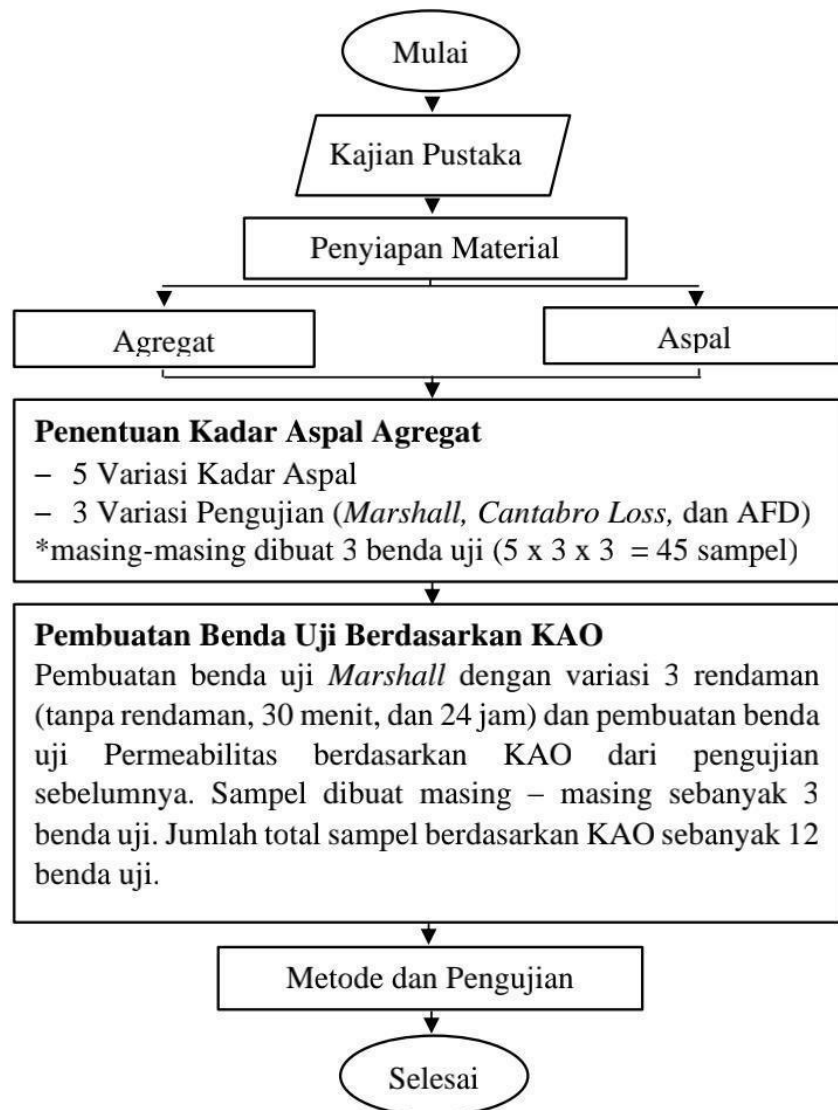 Mulai
Kajian Pustaka
Penyiapan Material
Agregat
Aspal
Penentuan Kadar Aspal Agregat
– 5 Variasi Kadar Aspal
– 3 Variasi Pengujian (Marshall, Cantabro Loss, dan AFD)
*masing-masing dibuat 3 benda uji (5 x 3 x 3 = 45 sampel)
Pembuatan Benda Uji Berdasarkan KAO
Pembuatan benda uji Marshall dengan variasi 3 rendaman
(tanpa rendaman, 30 menit, dan 24 jam) dan pembuatan benda
uji Permeabilitas berdasarkan KAO dari pengujian
sebelumnya. Sampel dibuat masing – masing sebanyak 3
benda uji. Jumlah total sampel berdasarkan KAO sebanyak 12
benda uji.
Metode dan Pengujian
Selesai